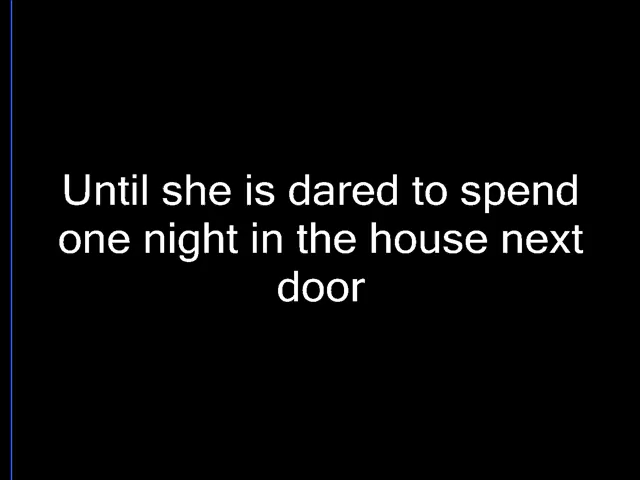 Until she is dared to spend
one night in the house next
door